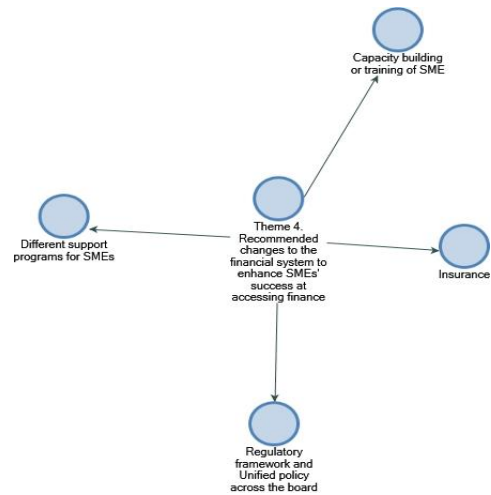 Capacity building
or training of SME
Theme 4.
Recommended
changes to the
financial system to
enhance SMEs'
success at
accessing finance
Different support
programs for SMEs
Insurance
Regulatory
framework and
Unified policy
across the board